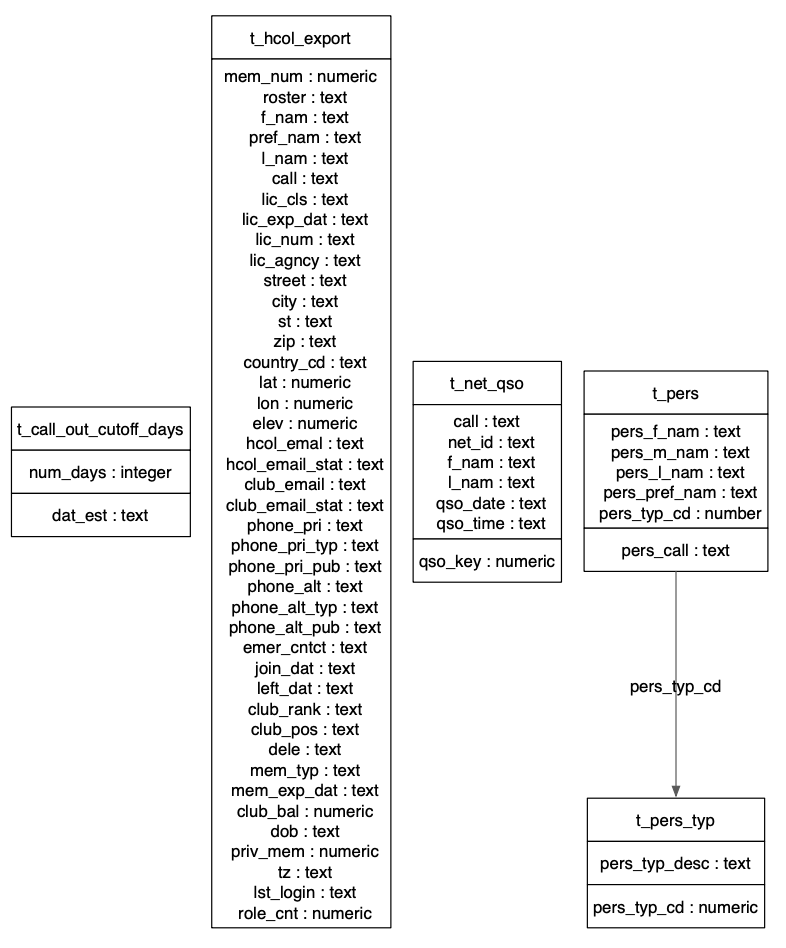 t_hcol_export
mem_num : numeric
roster : text
f_nam : text
pref_nam : text
l_nam : text
call : text
lic_cls : text
lic_exp_dat : text
lic_num : text
lic_agncy : text
street : text
city : text
st : text
zip : text
country_cd : text
lat : numeric
lon : numeric
elev : numeric
hcol_emal : text
hcol_email_stat : text
club_email : text
club_email_stat : text
phone_pri : text
phone_pri_typ : text
phone_pri_pub : text
phone_alt : text
phone_alt_typ : text
phone_alt_pub : text
emer_cntct : text
join_dat : text
left_dat : text
club_rank : text
club_pos : text
dele : text
mem_typ : text
mem_exp_dat : text
club_bal : numeric
dob : text
priv_mem : numeric
tz : text
lst_login : text
role_cnt : numeric
t_call_out_cutoff_days
num_days : integer
dat_est : text
t_net_qso
call : text
net_id : text
f_nam : text
l_nam : text
qso_date : text
qso_time : text
qso_key : numeric
t_pers
pers_f_nam : text
pers_m_nam : text
pers_l_nam : text
pers_pref_nam : text
pers_typ_cd : number
pers_call : text
pers_typ_cd
t_pers_typ
pers_typ_desc : text
pers_typ_cd : numeric